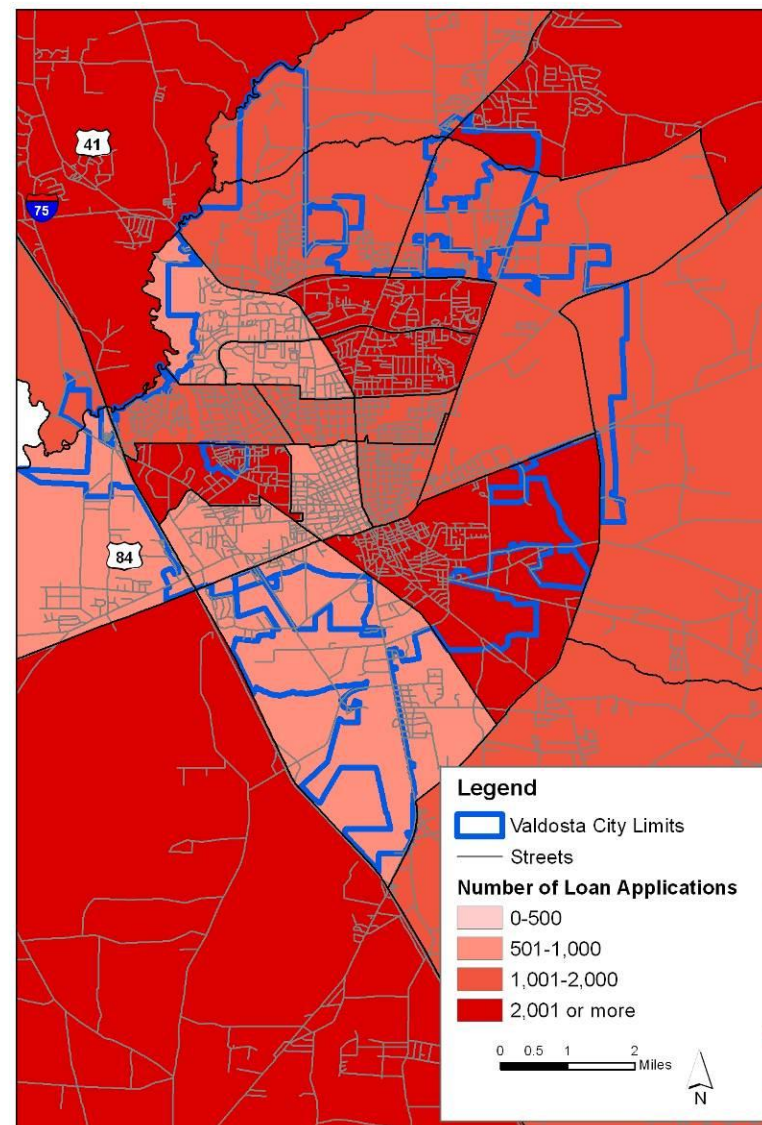 41
75
84
Legend
Valdosta City Limits
Streets
Number of Loan Applications
0-500
501-1,000
1,001-2,000
2,001 or more
0 0.5 1 2
Miles
N